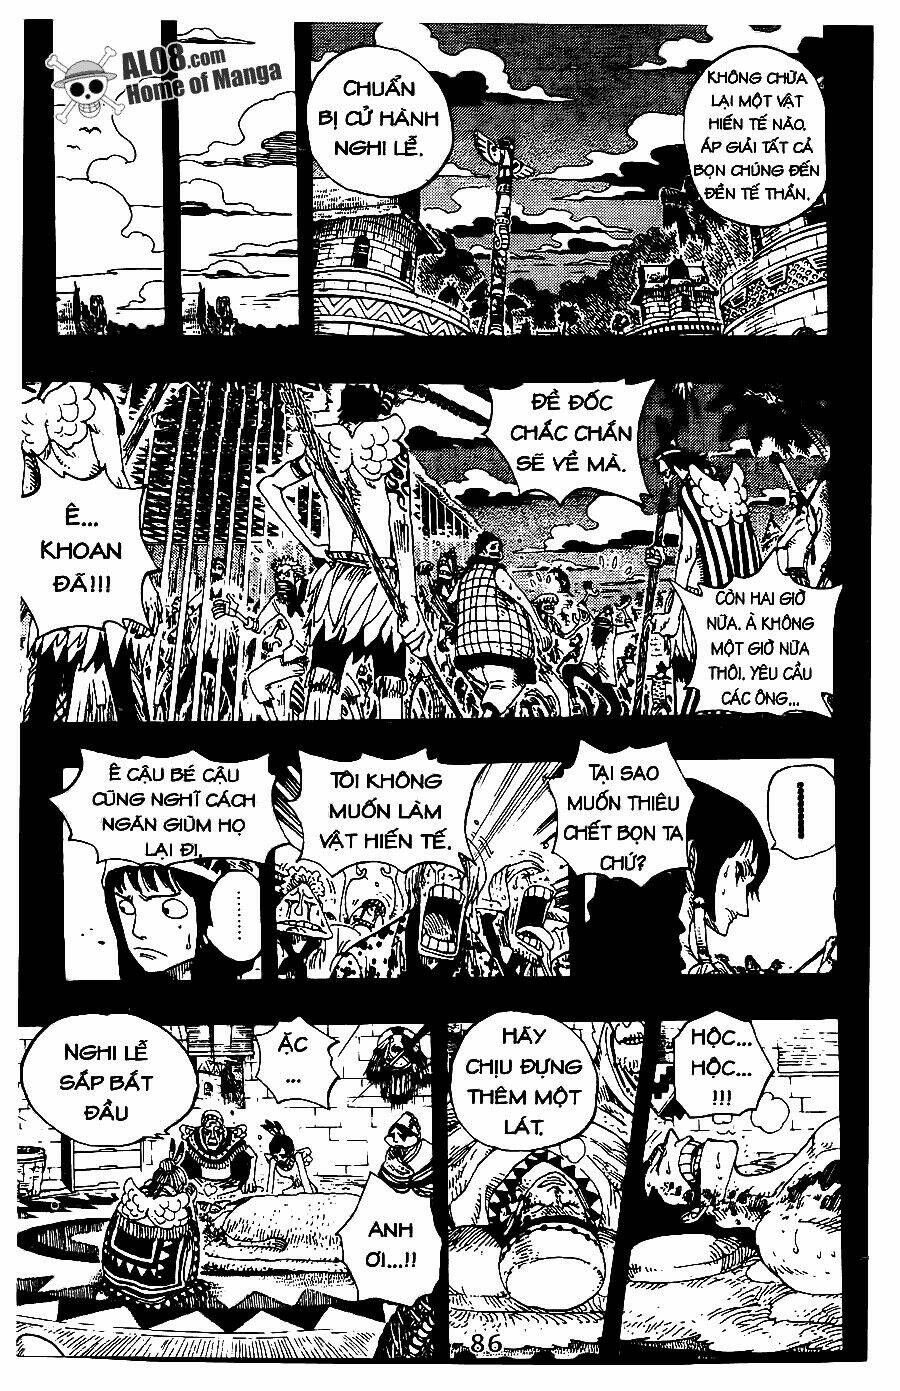 ALO8.com
Home of Manga
KHÔNG CHỪA
LẠI MỘT VẬT
HIẾN TẾ NÀO.
ÁP GIẢI TẤT CẢ
BỌN CHÚNG ĐẾN
ĐỀN TẾ THẦN.
CHUẨN
BỊ CỬ HÀNH
NGHI LỄ.
ĐỀ ĐỐC
CHẮC CHẮN
SẼ VỀ MÀ.
CÒN HAI GIỜ
NỮA. À KHÔNG
MỘT GIỜ NỮA
THÔI. YÊU CẦU
CÁC ÔNG...
Ê...
KHOAN
ĐÃ!!!
TẠI SAO
MUỐN THIÊU
CHẾT BỌN TA
CHỨ?
TÔI KHÔNG
MUỐN LÀM
VẬT HIẾN TẾ.
Ê CẬU BÉ CẬU
CŨNG NGHĨ CÁCH
NGĂN GIÙM HỌ
LẠI ĐI.
HỘC...
HỘC...
!!!
HÃY
CHỊU ĐỰNG
THÊM MỘT
LÁT.
ẶC
...
NGHI LỄ
SẮP BẮT
ĐẦU
ANH
ƠI...!!
86